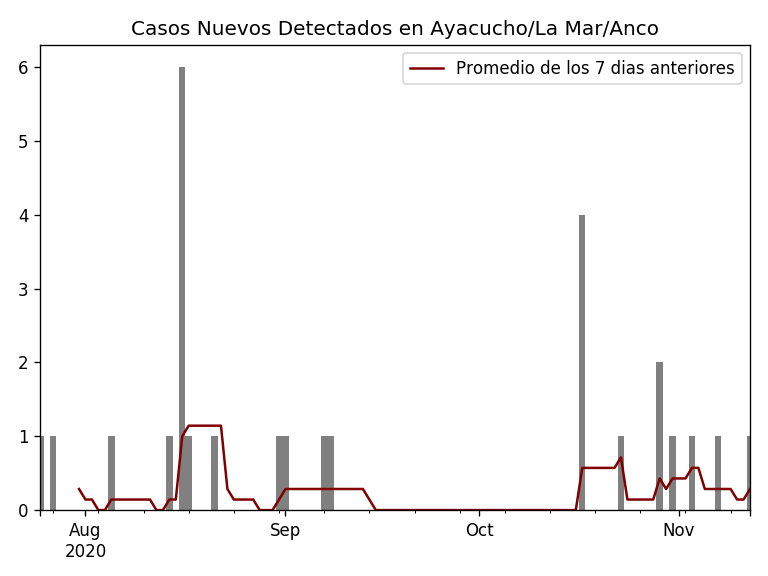 Casos Nuevos Detectados en Ayacucho/La Mar/Anco
Promedio de los 7 dias anteriores
6
5
4
3
2
1
0
Aug
2020
Sep
Oct
Nov